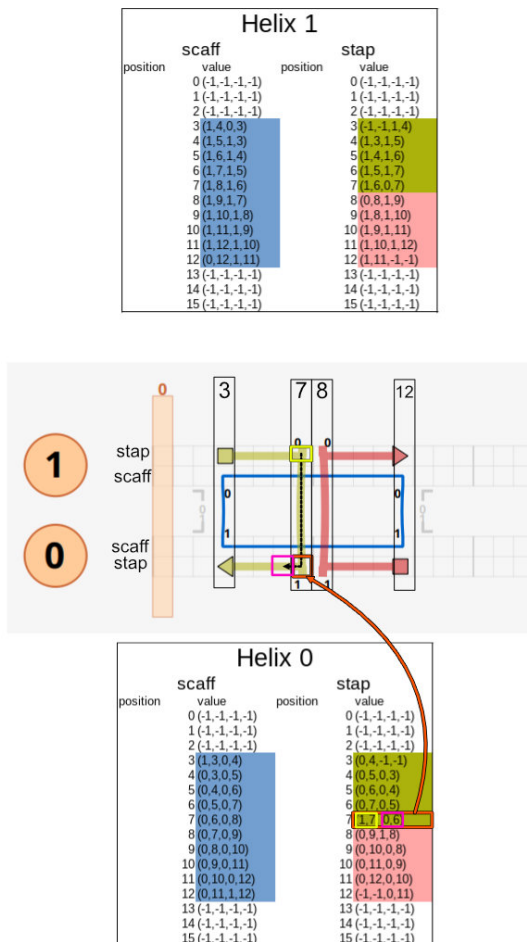 Helix 1
scaff stap
position value position value
0 (-1,-1,-1,-1) 0 (-1,-1,-1,-1)
1 (-1,-1,-1,-1) 1 (-1,-1,-1,-1)
2 (-1,-1,-1,-1) 2 (-1,-1,-1,-1)
3 (1,4,0,3) 3 (-1,-1,1,4)
4 (1,5,1,3) 4 (1,3,1,5)
5 (1,6,1,4) 5 (1,4,1,6)
6 (1,7,1,5) 6 (1,5,1,7)
7 (1,8,1,6) 7 (1,6,0,7)
8 (1,9,1,7) 8 (0,8,1,9)
9 (1,10,1,8) 9 (1,8,1,10)
10 (1,11,1,9) 10 (1,9,1,11)
11 (1,12,1,10) 11 (1,10,1,12)
12 (0,12,1,11) 12 (1,11,-1,-1)
13 (-1,-1,-1,-1) 13 (-1,-1,-1,-1)
14 (-1,-1,-1,-1) 14 (-1,-1,-1,-1)
15 (-1,-1,-1,-1) 15 (-1,-1,-1,-1)
0 3 7 8 12
0 0
1 stap
scaff
0 0
1 1
0 scaff
stap
1 1
Helix 0
scaff stap
position value position value
0 (-1,-1,-1,-1) 0 (-1,-1,-1,-1)
1 (-1,-1,-1,-1) 1 (-1,-1,-1,-1)
2 (-1,-1,-1,-1) 2 (-1,-1,-1,-1)
3 (1,3,0,4) 3 (0,4,-1,-1)
4 (0,3,0,5) 4 (0,5,0,3)
5 (0,4,0,6) 5 (0,6,0,4)
6 (0,5,0,7) 6 (0,7,0,5)
7 (0,6,0,8) 7 1,7 0,6
8 (0,7,0,9) 8 (0,9,1,8)
9 (0,8,0,10) 9 (0,10,0,8)
10 (0,9,0,11) 10 (0,11,0,9)
11 (0,10,0,12) 11 (0,12,0,10)
12 (0,11,1,12) 12 (-1,-1,0,11)
13 (-1,-1,-1,-1) 13 (-1,-1,-1,-1)
14 (-1,-1,-1,-1) 14 (-1,-1,-1,-1)
15 (-1,-1,-1,-1) 15 (-1,-1,-1,-1)